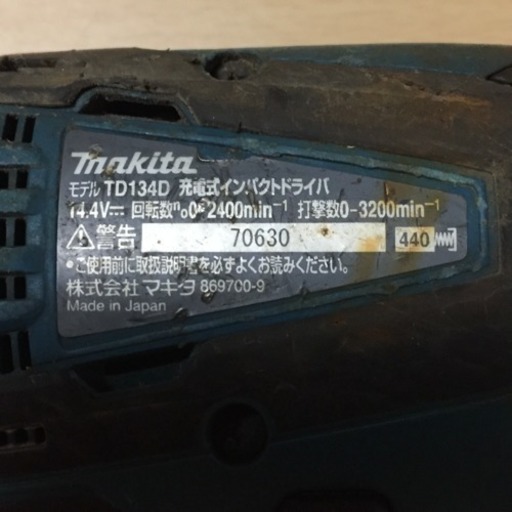 makita
モデル TD134D 充電式インパクトドライバ
14.4V⎓ 回転数n₀0-2400min⁻¹ 打撃数0-3200min⁻¹
⚠警告 70630 440
•ご使用前に取扱説明書を必ずよくお読みください。
株式会社 マキタ 869700-9
Made in Japan